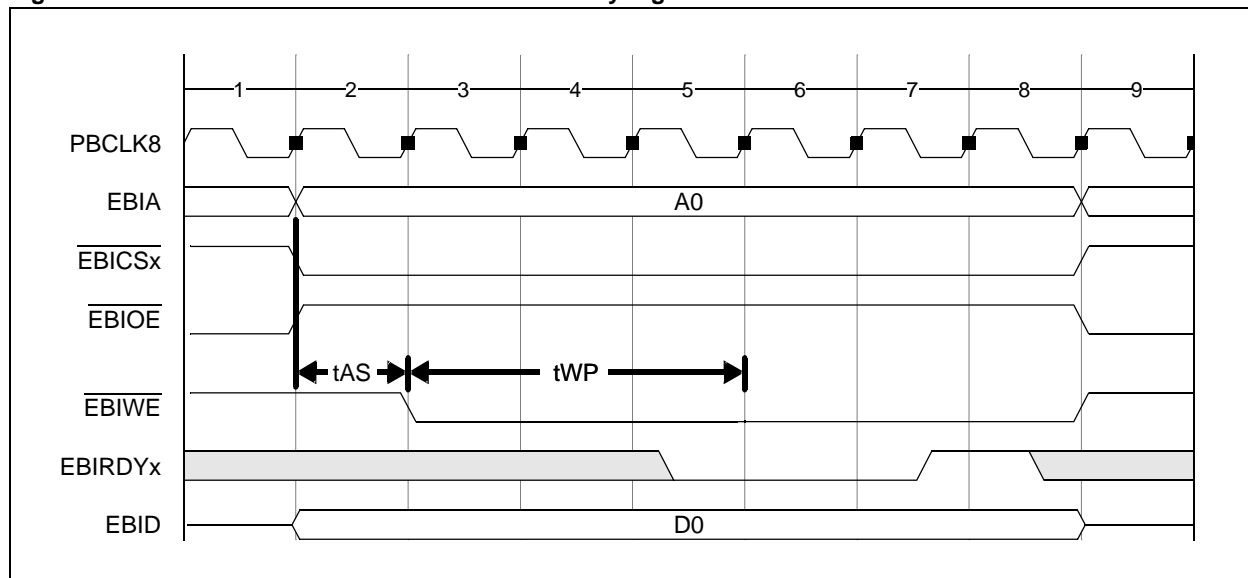 1 2 3 4 5 6 7 8 9
PBCLK8
EBIA A0
EBICSx
EBIOE
tAS tWP
EBIWE
EBIRDYx
EBID D0